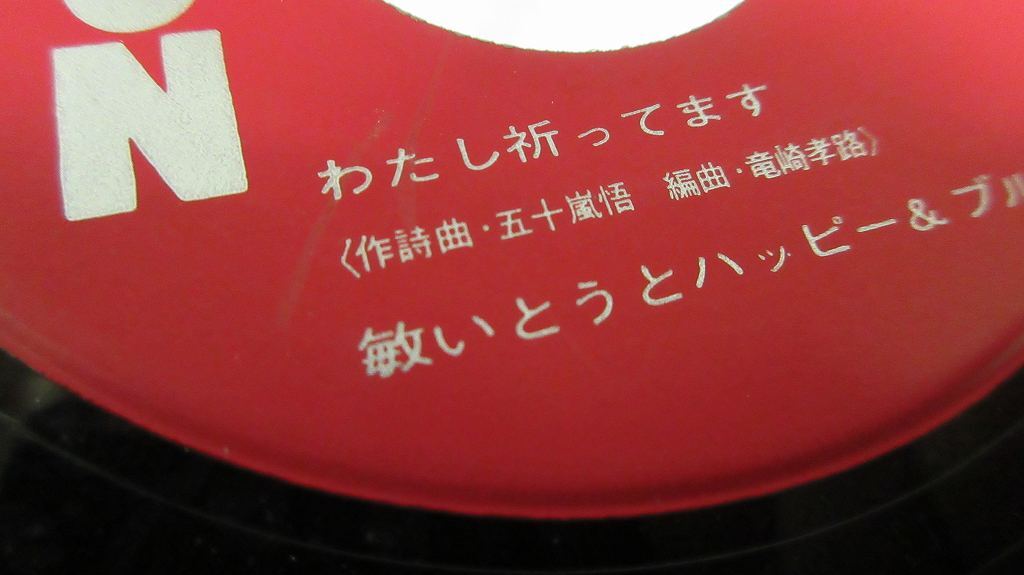 N
わたし祈ってます
〈作詩曲・五十嵐悟 編曲・竜崎孝路〉
敏いとうとハッピー&ブル